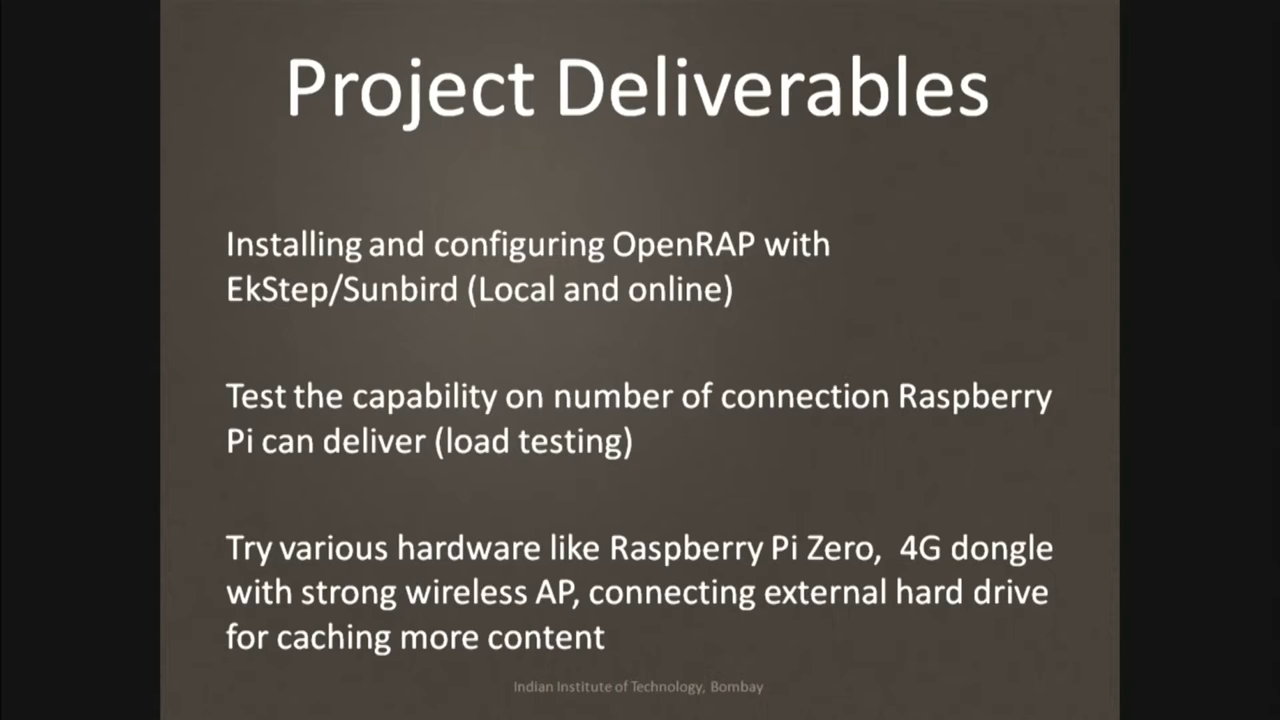 Project Deliverables
Installing and configuring OpenRAP with
EkStep/Sunbird (Local and online)
Test the capability on number of connection Raspberry
Pi can deliver (load testing)
Try various hardware like Raspberry Pi Zero,  4G dongle
with strong wireless AP, connecting external hard drive
for caching more content
Indian Institute of Technology, Bombay